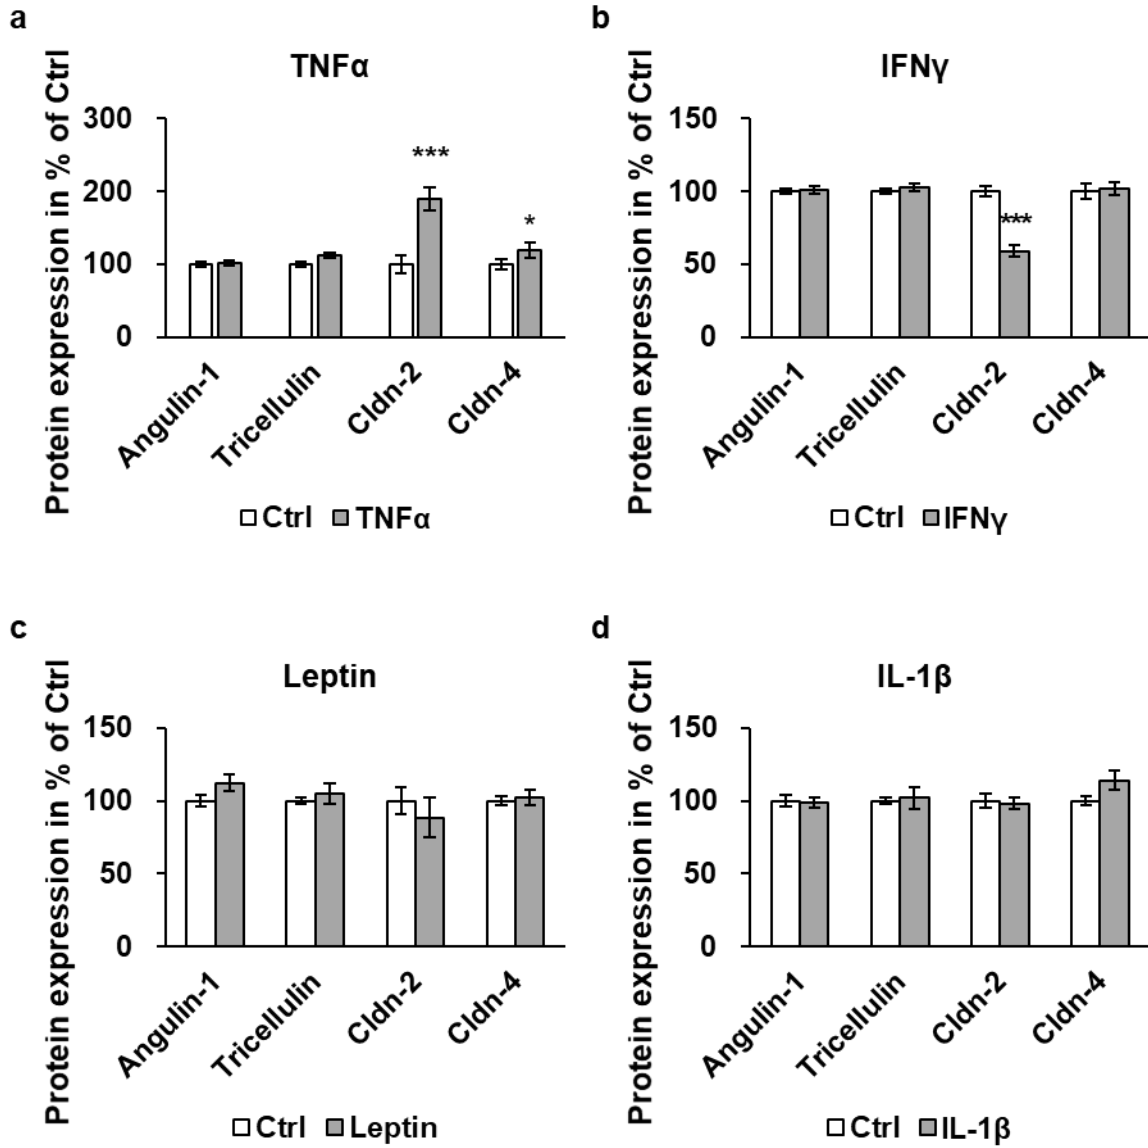 a
TNFα
Protein expression in % of Ctrl
300
200
100
0
***
*
Angulin-1
Tricellulin
Cldn-2
Cldn-4
Ctrl TNFα
b
IFNγ
Protein expression in % of Ctrl
150
100
50
0
***
Angulin-1
Tricellulin
Cldn-2
Cldn-4
Ctrl IFNγ
c
Leptin
Protein expression in % of Ctrl
150
100
50
0
Angulin-1
Tricellulin
Cldn-2
Cldn-4
Ctrl Leptin
d
IL-1β
Protein expression in % of Ctrl
150
100
50
0
Angulin-1
Tricellulin
Cldn-2
Cldn-4
Ctrl IL-1β